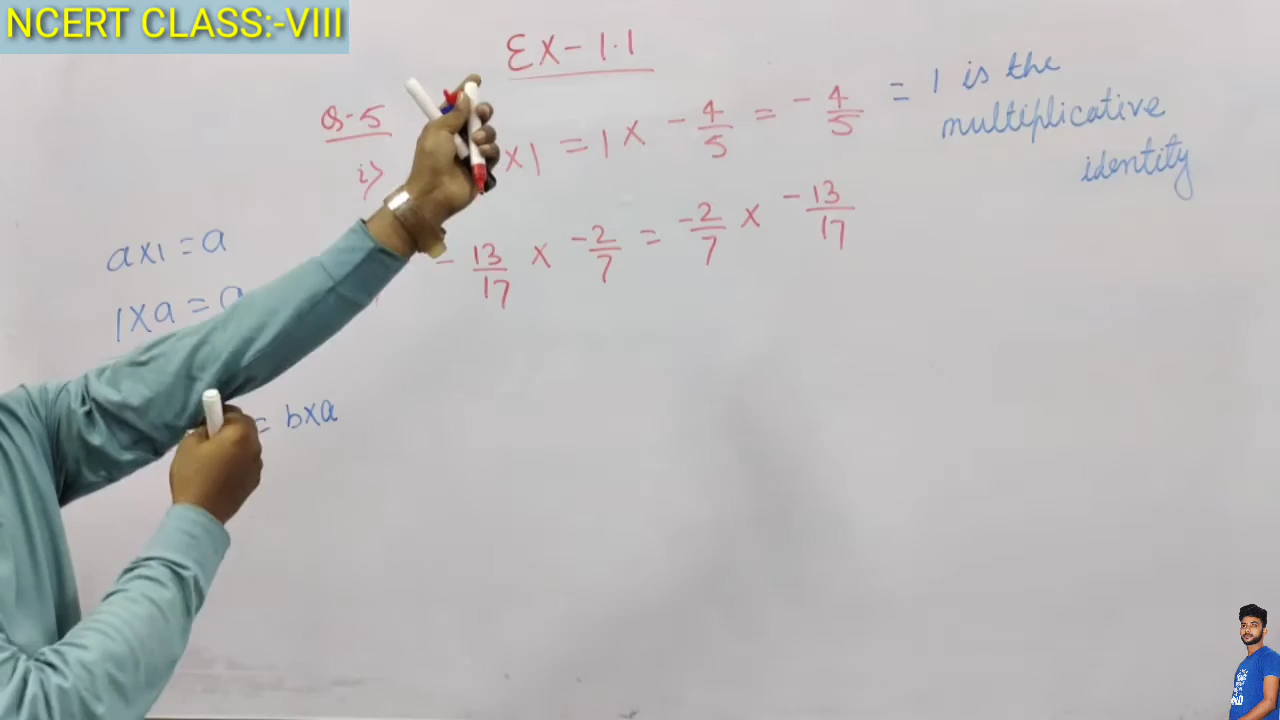 NCERT CLASS:-VIII
EX-1.1
Q-5
i) ×1 = 1 × -4/5 = -4/5 = 1 is the
multiplicative
identity
-13/17 × -2/7 = -2/7 × -13/17
a×1 = a
1×a = a
= b×a